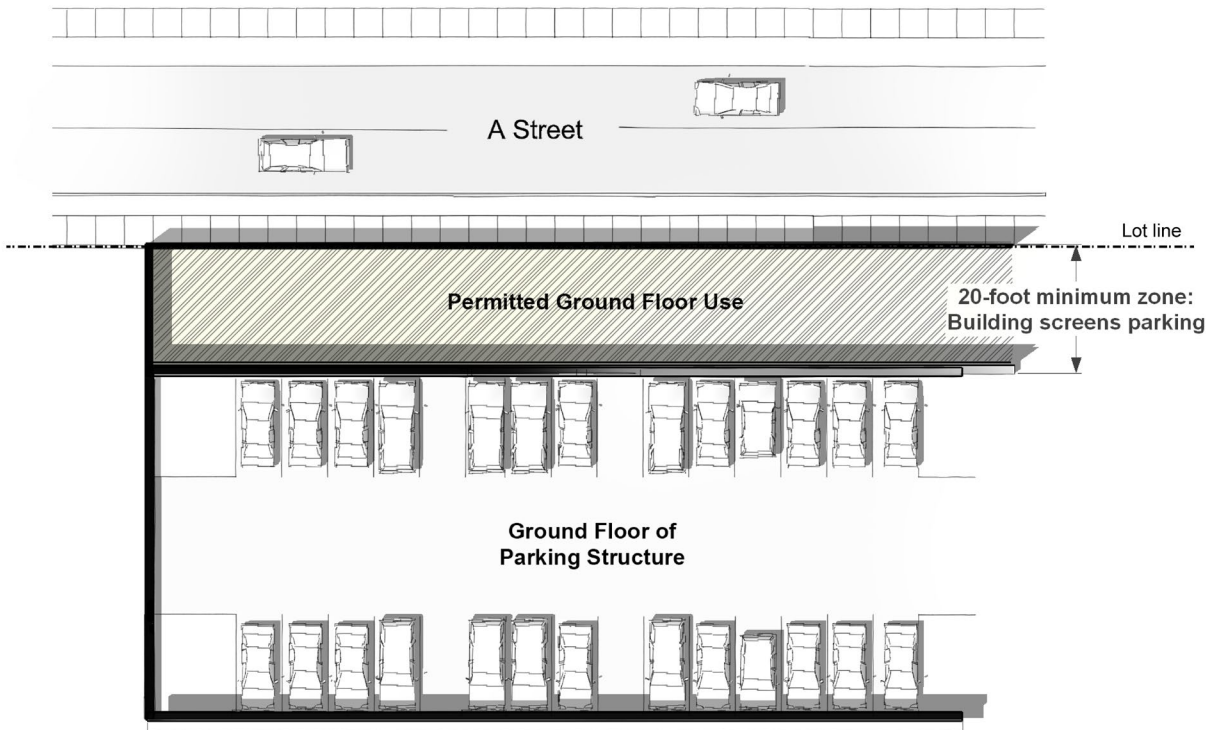 A Street
Lot line
Permitted Ground Floor Use
20-foot minimum zone:
Building screens parking
Ground Floor of
Parking Structure